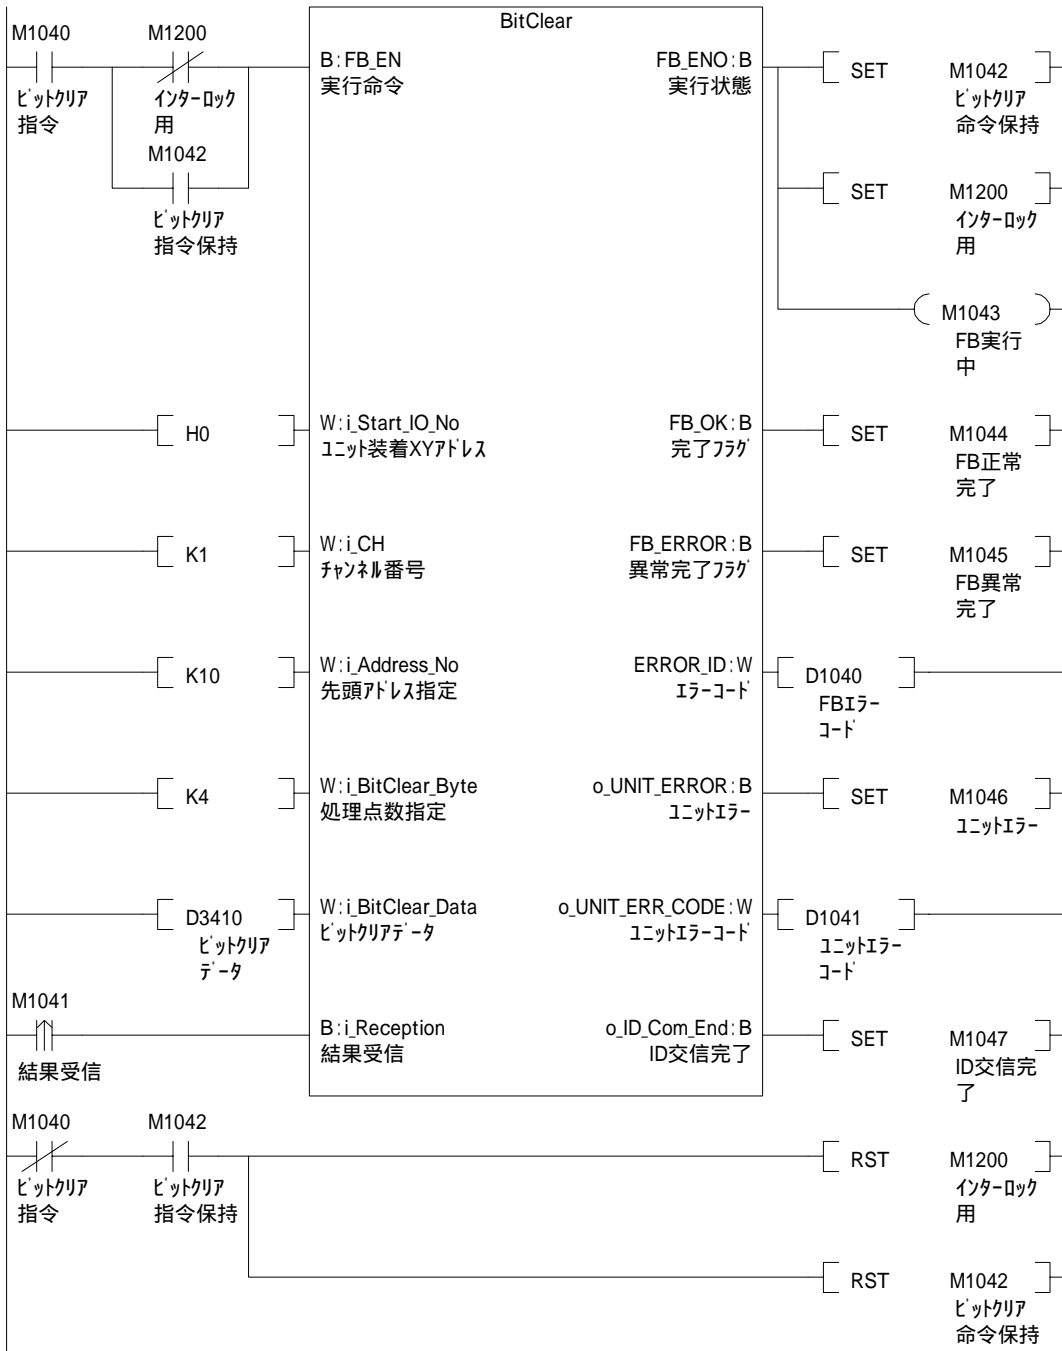 BitClear
M1040 M1200
B:FB_EN FB_ENO:B SET M1042
実行命令 実行状態
ﾋﾞｯﾄｸﾘｱ ｲﾝﾀｰﾛｯｸ ﾋﾞｯﾄｸﾘｱ
指令 用 命令保持
M1042
SET M1200
ﾋﾞｯﾄｸﾘｱ ｲﾝﾀｰﾛｯｸ
指令保持 用
M1043
FB実行
中
H0 W:i_Start_IO_No FB_OK:B SET M1044
ﾕﾆｯﾄ装着XYｱﾄﾞﾚｽ 完了ﾌﾗｸﾞ FB正常
完了
K1 W:i_CH FB_ERROR:B SET M1045
ﾁｬﾝﾈﾙ番号 異常完了ﾌﾗｸﾞ FB異常
完了
K10 W:i_Address_No ERROR_ID:W D1040
先頭ｱﾄﾞﾚｽ指定 ｴﾗｰｺｰﾄﾞ FBｴﾗｰ
ｺｰﾄﾞ
K4 W:i_BitClear_Byte o_UNIT_ERROR:B SET M1046
処理点数指定 ﾕﾆｯﾄｴﾗｰ ﾕﾆｯﾄｴﾗｰ
D3410 W:i_BitClear_Data o_UNIT_ERR_CODE:W D1041
ﾋﾞｯﾄｸﾘｱ ﾋﾞｯﾄｸﾘｱﾃﾞｰﾀ ﾕﾆｯﾄｴﾗｰｺｰﾄﾞ ﾕﾆｯﾄｴﾗｰ
ﾃﾞｰﾀ ｺｰﾄﾞ
M1041
B:i_Reception o_ID_Com_End:B SET M1047
結果受信 結果受信 ID交信完了 ID交信完
了
M1040 M1042
RST M1200
ﾋﾞｯﾄｸﾘｱ ﾋﾞｯﾄｸﾘｱ ｲﾝﾀｰﾛｯｸ
指令 指令保持 用
RST M1042
ﾋﾞｯﾄｸﾘｱ
命令保持